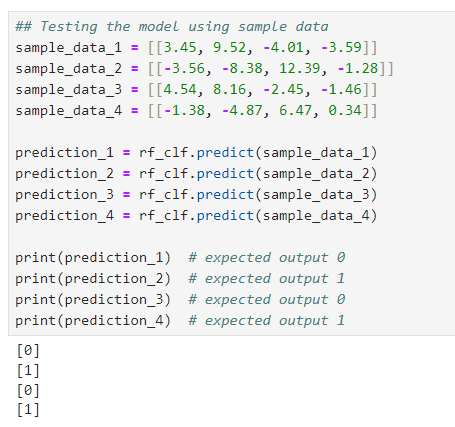 ## Testing the model using sample data
sample_data_1 = [[3.45, 9.52, -4.01, -3.59]]
sample_data_2 = [[-3.56, -8.38, 12.39, -1.28]]
sample_data_3 = [[4.54, 8.16, -2.45, -1.46]]
sample_data_4 = [[-1.38, -4.87, 6.47, 0.34]]

prediction_1 = rf_clf.predict(sample_data_1)
prediction_2 = rf_clf.predict(sample_data_2)
prediction_3 = rf_clf.predict(sample_data_3)
prediction_4 = rf_clf.predict(sample_data_4)

print(prediction_1)  # expected output 0
print(prediction_2)  # expected output 1
print(prediction_3)  # expected output 0
print(prediction_4)  # expected output 1
[0]
[1]
[0]
[1]